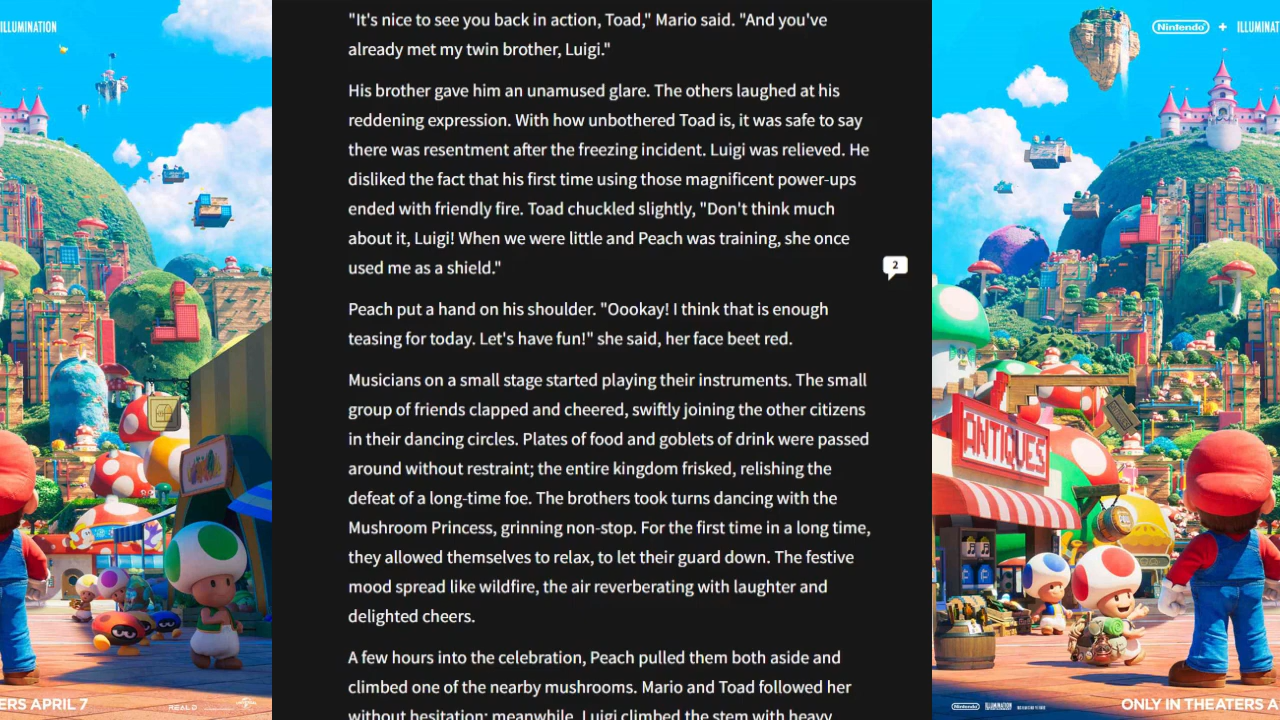 ILLUMINATION
Nintendo + ILLUMINAT
"It's nice to see you back in action, Toad," Mario said. "And you've
already met my twin brother, Luigi."
His brother gave him an unamused glare. The others laughed at his
reddening expression. With how unbothered Toad is, it was safe to say
there was resentment after the freezing incident. Luigi was relieved. He
disliked the fact that his first time using those magnificent power-ups
ended with friendly fire. Toad chuckled slightly, "Don't think much
about it, Luigi! When we were little and Peach was training, she once
used me as a shield."
2
Peach put a hand on his shoulder. "Oookay! I think that is enough
teasing for today. Let's have fun!" she said, her face beet red.
Musicians on a small stage started playing their instruments. The small
group of friends clapped and cheered, swiftly joining the other citizens
in their dancing circles. Plates of food and goblets of drink were passed
around without restraint; the entire kingdom frisked, relishing the
defeat of a long-time foe. The brothers took turns dancing with the
Mushroom Princess, grinning non-stop. For the first time in a long time,
they allowed themselves to relax, to let their guard down. The festive
mood spread like wildfire, the air reverberating with laughter and
delighted cheers.
A few hours into the celebration, Peach pulled them both aside and
climbed one of the nearby mushrooms. Mario and Toad followed her
without hesitation; meanwhile, Luigi climbed the stem with heavy
ANTIQUES
ERS APRIL 7
REALD
Nintendo ILLUMINATION
ONLY IN THEATERS A